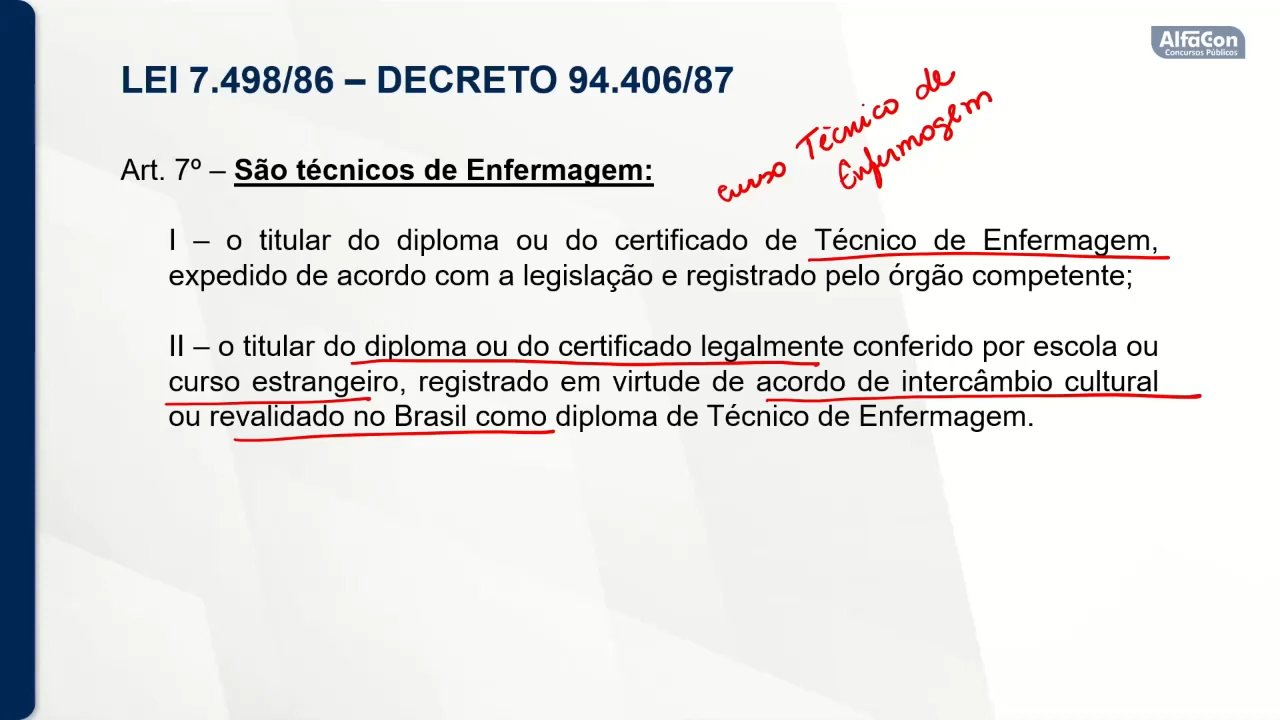 AlfaCon
Concursos Públicos
LEI 7.498/86 – DECRETO 94.406/87
curso Técnico de
Enfermagem
Art. 7º – São técnicos de Enfermagem:
I – o titular do diploma ou do certificado de Técnico de Enfermagem,
expedido de acordo com a legislação e registrado pelo órgão competente;
II – o titular do diploma ou do certificado legalmente conferido por escola ou
curso estrangeiro, registrado em virtude de acordo de intercâmbio cultural
ou revalidado no Brasil como diploma de Técnico de Enfermagem.